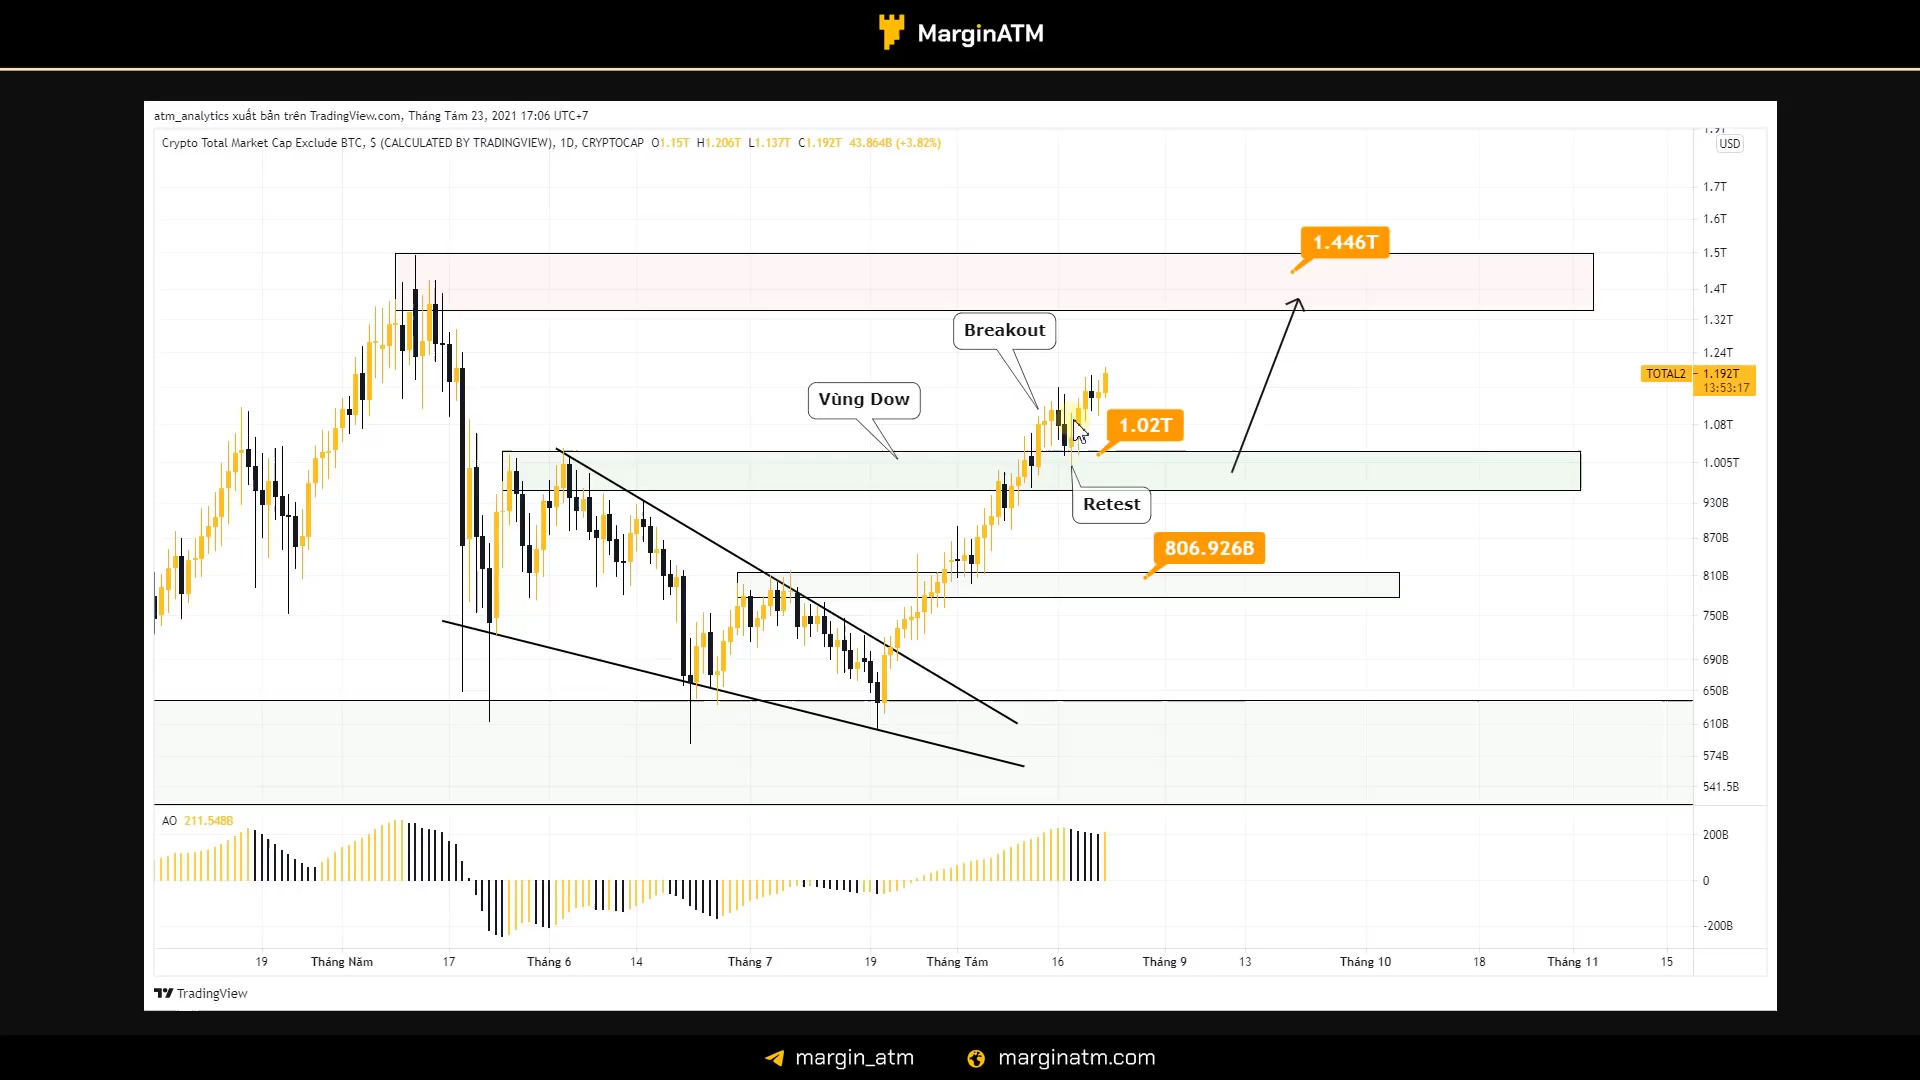 MarginATM
atm_analytics xuất bản trên TradingView.com, Tháng Tám 23, 2021 17:06 UTC+7
Crypto Total Market Cap Exclude BTC, $ (CALCULATED BY TRADINGVIEW), 1D, CRYPTOCAP O1.15T H1.206T L1.137T C1.192T 43.864B (+3.82%)
USD
1.7T
1.6T
1.446T
1.5T
1.4T
1.32T
Breakout
1.24T
TOTAL2 1.192T
13:53:17
Vùng Dow
1.02T
1.08T
1.005T
Retest
930B
870B
806.926B
810B
750B
690B
650B
610B
574B
541.5B
AO 211.548B
200B
0
-200B
19 Tháng Năm 17 Tháng 6 14 Tháng 7 19 Tháng Tám 16 Tháng 9 13 Tháng 10 18 Tháng 11 15
TradingView
margin_atm marginatm.com